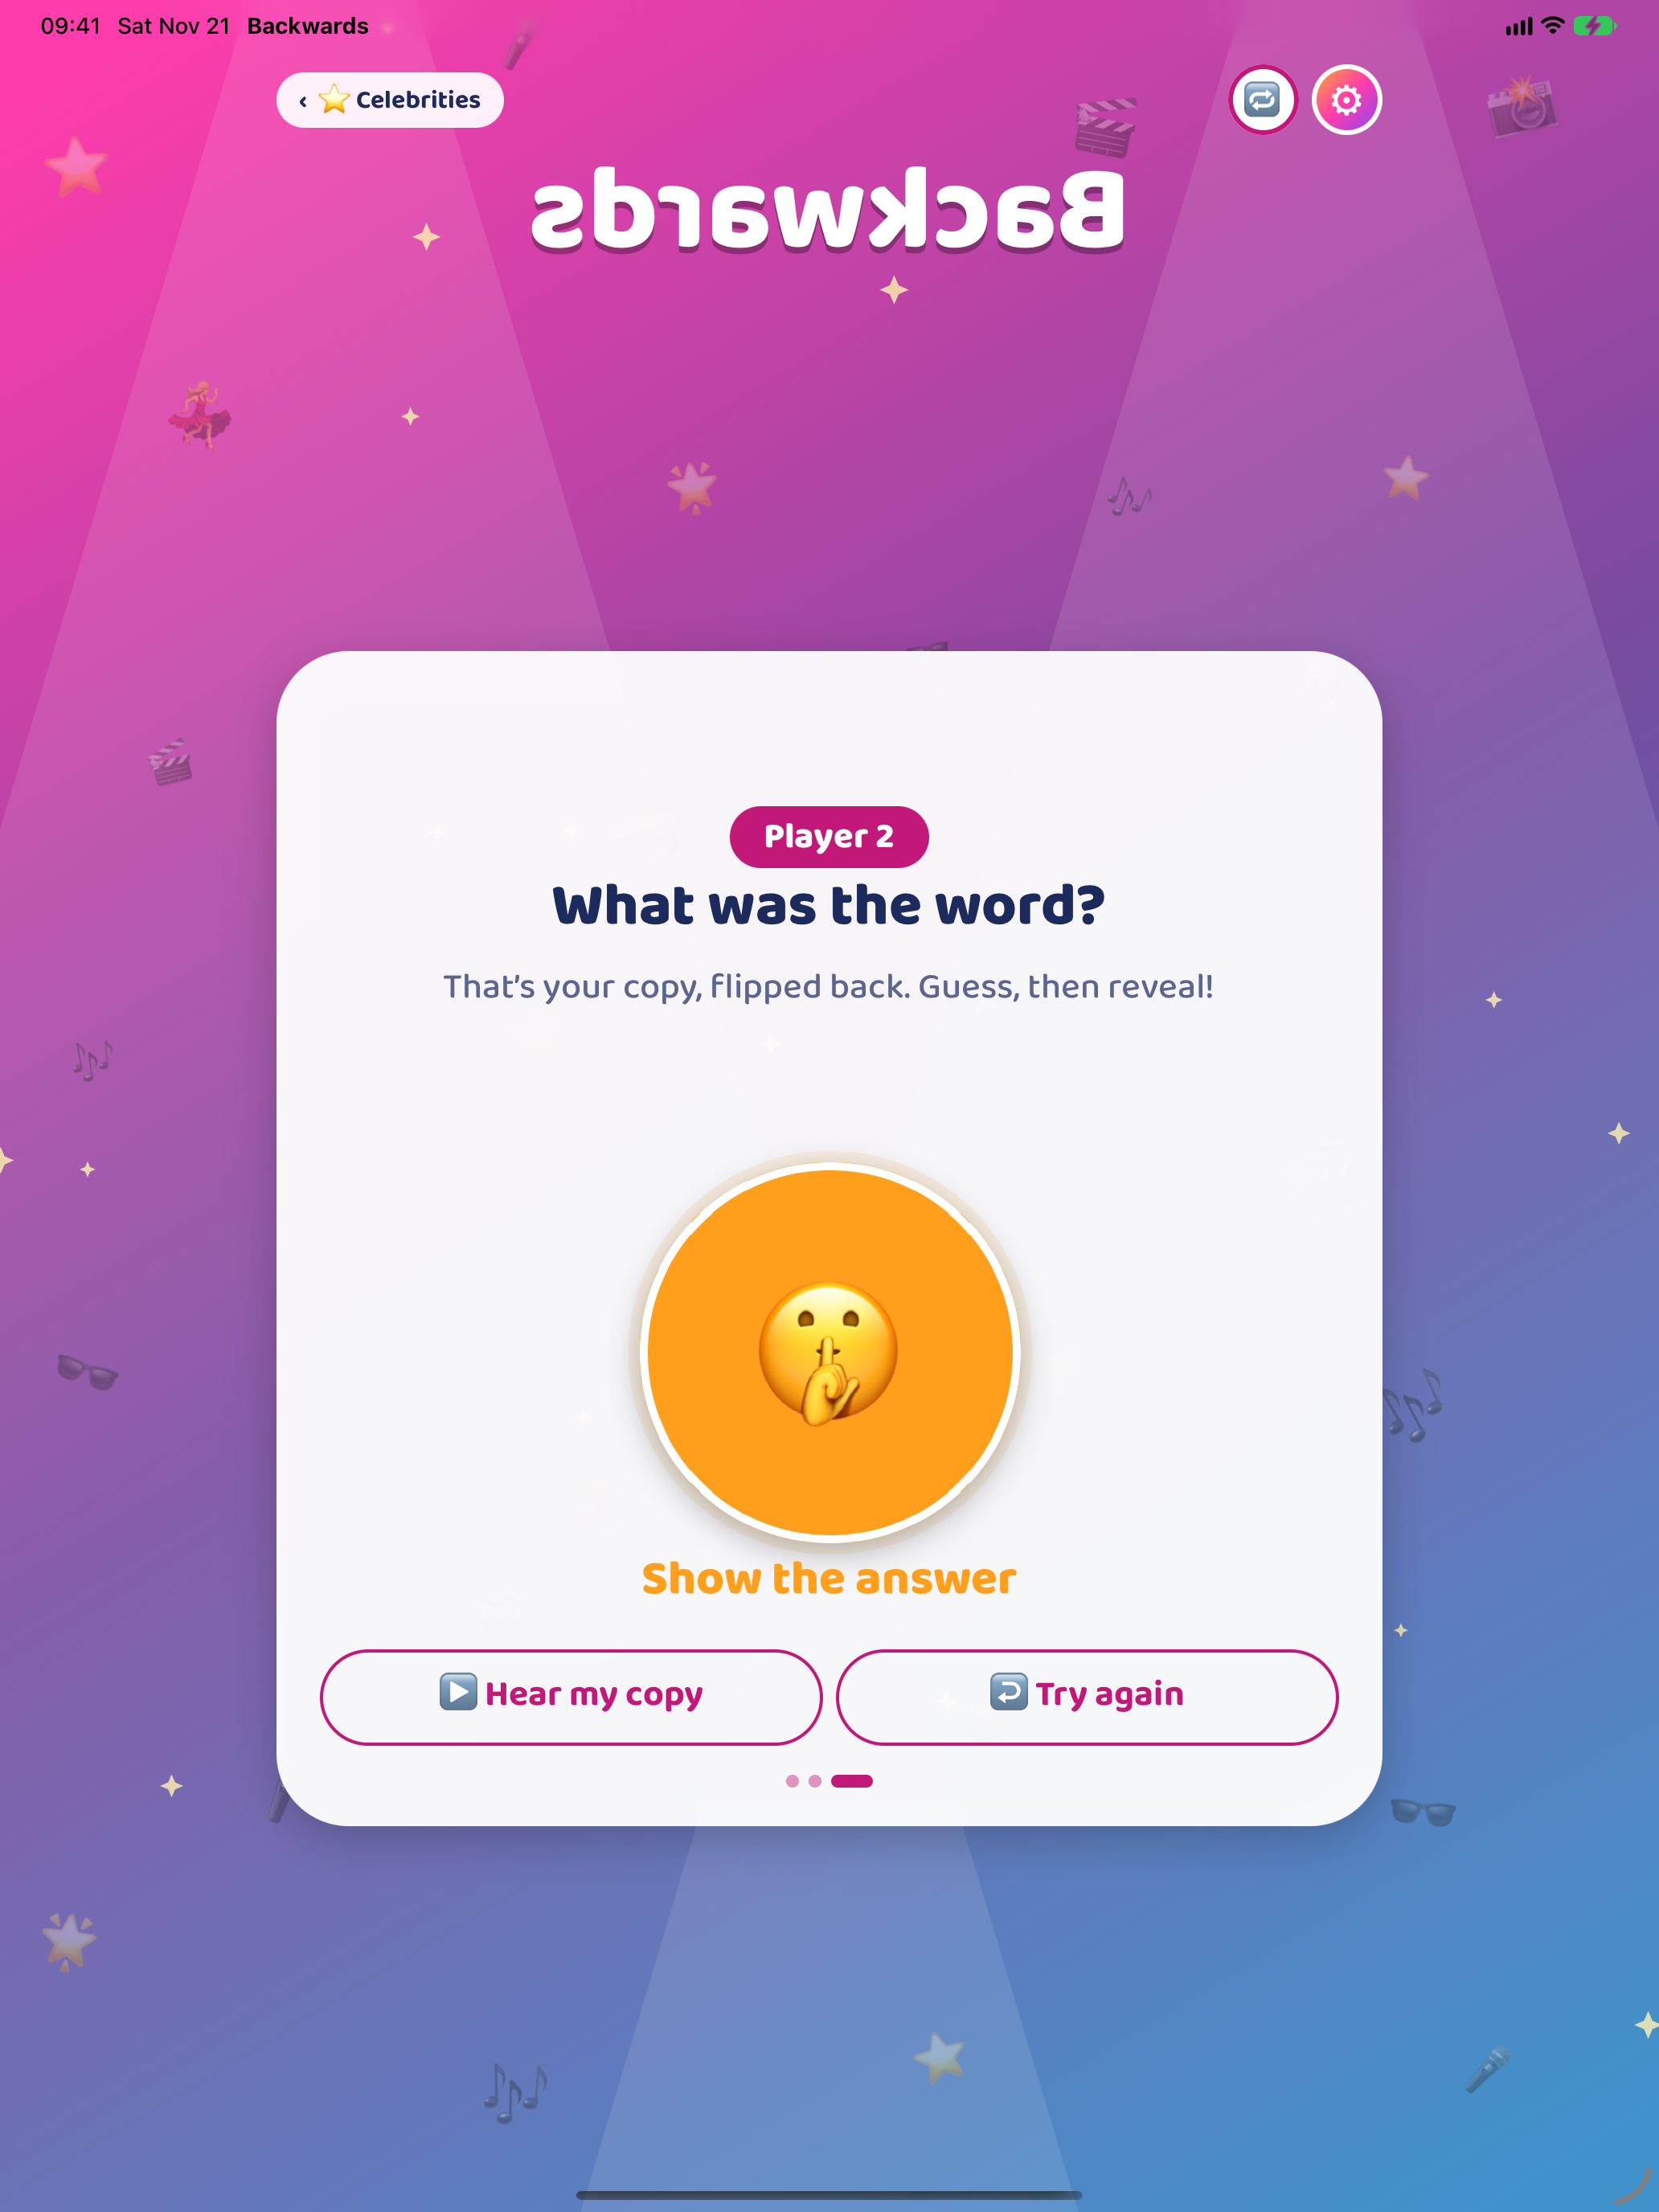 09:41 Sat Nov 21 Backwards
‹ ⭐ Celebrities
Backwards
Player 2
What was the word?
That's your copy, flipped back. Guess, then reveal!
Show the answer
Hear my copy
Try again